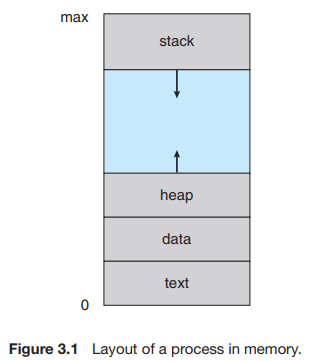 max
stack
heap
data
text
0
Figure 3.1 Layout of a process in memory.